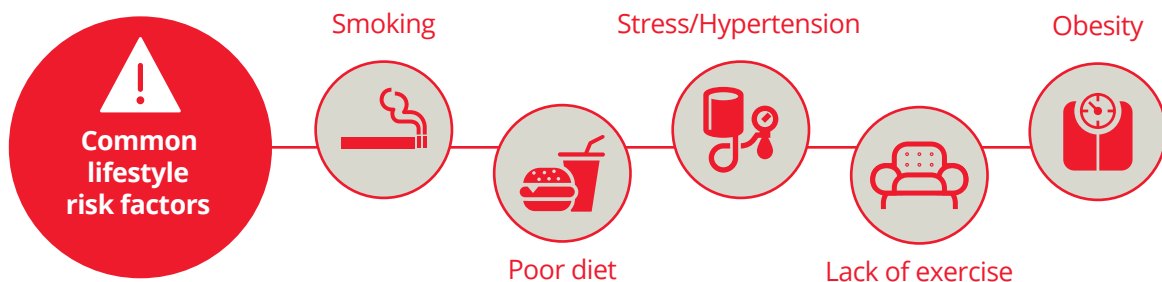 Common
lifestyle
risk factors
Smoking
Poor diet
Stress/Hypertension
Lack of exercise
Obesity